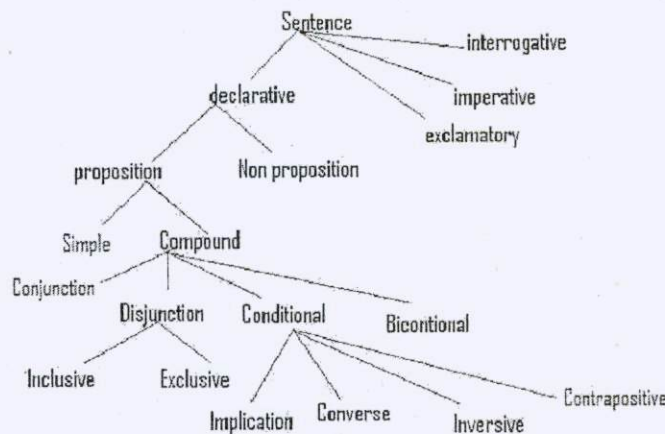 Sentence
interrogative
declarative
imperative
exclamatory
proposition
Non proposition
Simple
Compound
Conjunction
Disjunction
Conditional
Bicontional
Inclusive
Exclusive
Contrapositive
Implication
Converse
Inversive